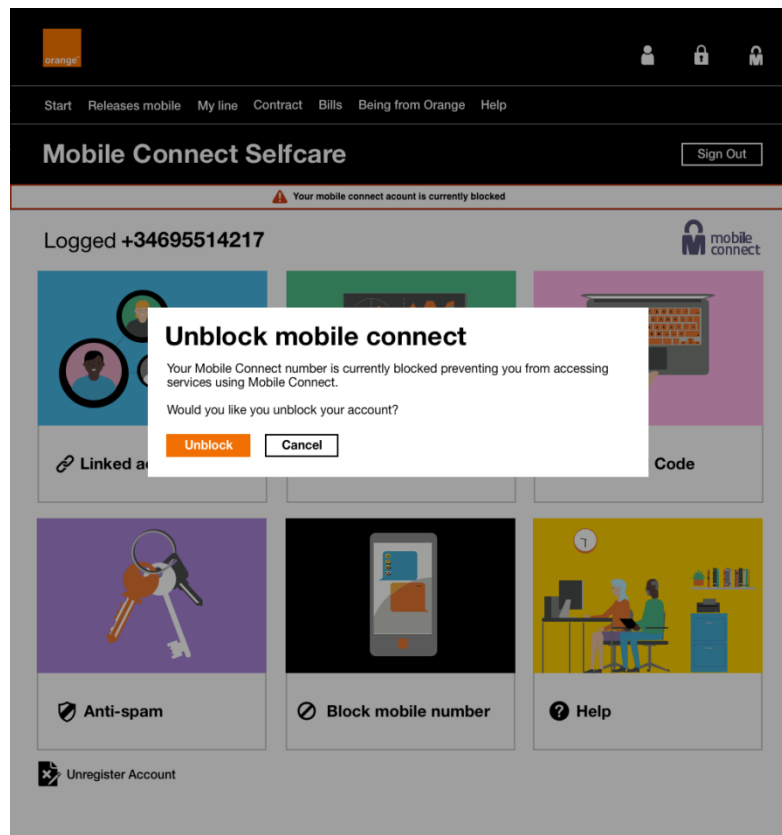 orange
Start Releases mobile My line Contract Bills Being from Orange Help
Mobile Connect Selfcare
Sign Out
Your mobile connect acount is currently blocked
Logged +34695514217
mobile
connect
Unblock mobile connect
Your Mobile Connect number is currently blocked preventing you from accessing
services using Mobile Connect.
Would you like you unblock your account?
Unblock Cancel
Linked a
Code
Anti-spam
Block mobile number
Help
Unregister Account